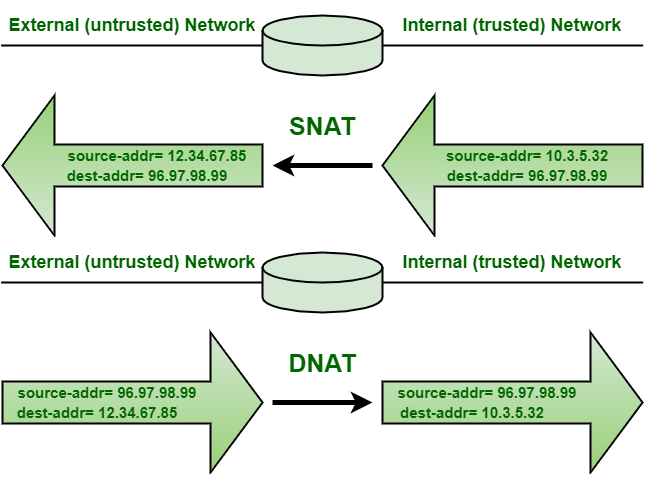 External (untrusted) Network
Internal (trusted) Network
SNAT
source-addr= 12.34.67.85
dest-addr= 96.97.98.99
source-addr= 10.3.5.32
dest-addr= 96.97.98.99
External (untrusted) Network
Internal (trusted) Network
DNAT
source-addr= 96.97.98.99
dest-addr= 12.34.67.85
source-addr= 96.97.98.99
dest-addr= 10.3.5.32